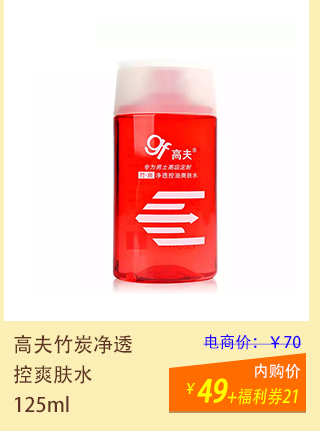 gf 高夫®
专为男士高品定制
竹·炭 净透控油爽肤水
高夫竹炭净透
控爽肤水
125ml
电商价：￥70
内购价
￥49+福利券21